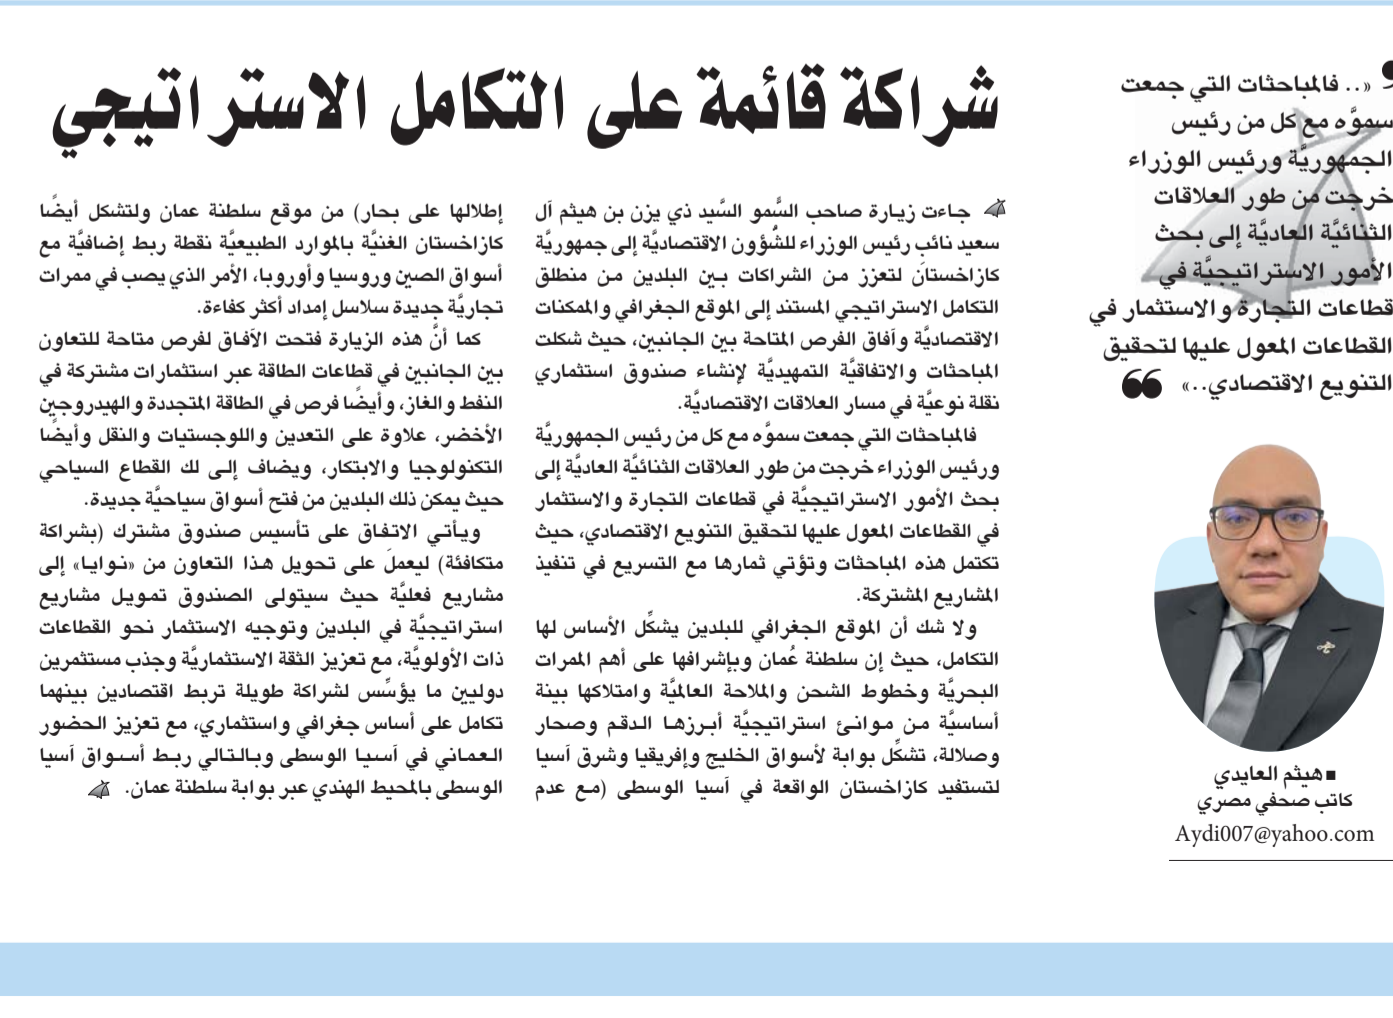 شراكة قائمة على التكامل الاستراتيجي
«.. فالمباحثات التي جمعت
سموَّه مع كل من رئيس
الجمهوريَّة ورئيس الوزراء
خرجت من طور العلاقات
الثنائيَّة العاديَّة إلى بحث
الأمور الاستراتيجيَّة في
قطاعات التجارة والاستثمار في
القطاعات المعول عليها لتحقيق
التنويع الاقتصادي..»
■ هيثم العايدي
كاتب صحفي مصري
Aydi007@yahoo.com
جاءت زيارة صاحب السُّمو السَّيد ذي يزن بن هيثم آل
سعيد نائب رئيس الوزراء للشُّؤون الاقتصاديَّة إلى جمهوريَّة
كازاخستان لتعزز من الشراكات بين البلدين من منطلق
التكامل الاستراتيجي المستند إلى الموقع الجغرافي والممكنات
الاقتصاديَّة وآفاق الفرص المتاحة بين الجانبين، حيث شكلت
المباحثات والاتفاقيَّة التمهيديَّة لإنشاء صندوق استثماري
نقلة نوعيَّة في مسار العلاقات الاقتصاديَّة.
فالمباحثات التي جمعت سموَّه مع كل من رئيس الجمهوريَّة
ورئيس الوزراء خرجت من طور العلاقات الثنائيَّة العاديَّة إلى
بحث الأمور الاستراتيجيَّة في قطاعات التجارة والاستثمار
في القطاعات المعول عليها لتحقيق التنويع الاقتصادي، حيث
تكتمل هذه المباحثات وتؤتي ثمارها مع التسريع في تنفيذ
المشاريع المشتركة.
ولا شك أن الموقع الجغرافي للبلدين يشكِّل الأساس لها
التكامل، حيث إن سلطنة عُمان وبإشرافها على أهم الممرات
البحريَّة وخطوط الشحن والملاحة العالميَّة وامتلاكها بينة
أساسيَّة من موانئ استراتيجيَّة أبرزها الدقم وصحار
وصلالة، تشكِّل بوابة لأسواق الخليج وإفريقيا وشرق آسيا
لتستفيد كازاخستان الواقعة في آسيا الوسطى (مع عدم
إطلالها على بحار) من موقع سلطنة عمان ولتشكل أيضًا
كازاخستان الغنيَّة بالموارد الطبيعيَّة نقطة ربط إضافيَّة مع
أسواق الصين وروسيا وأوروبا، الأمر الذي يصب في ممرات
تجاريَّة جديدة سلاسل إمداد أكثر كفاءة.
كما أنَّ هذه الزيارة فتحت الآفاق لفرص متاحة للتعاون
بين الجانبين في قطاعات الطاقة عبر استثمارات مشتركة في
النفط والغاز، وأيضًا فرص في الطاقة المتجددة والهيدروجين
الأخضر، علاوة على التعدين واللوجستيات والنقل وأيضًا
التكنولوجيا والابتكار، ويضاف إلى لك القطاع السياحي
حيث يمكن ذلك البلدين من فتح أسواق سياحيَّة جديدة.
ويأتي الاتفاق على تأسيس صندوق مشترك (بشراكة
متكافئة) ليعملَ على تحويل هذا التعاون من «نوايا» إلى
مشاريع فعليَّة حيث سيتولى الصندوق تمويل مشاريع
استراتيجيَّة في البلدين وتوجيه الاستثمار نحو القطاعات
ذات الأولويَّة، مع تعزيز الثقة الاستثماريَّة وجذب مستثمرين
دوليين ما يؤسِّس لشراكة طويلة تربط اقتصادين بينهما
تكامل على أساس جغرافي واستثماري، مع تعزيز الحضور
العماني في آسيا الوسطى وبالتالي ربط أسواق آسيا
الوسطى بالمحيط الهندي عبر بوابة سلطنة عمان.